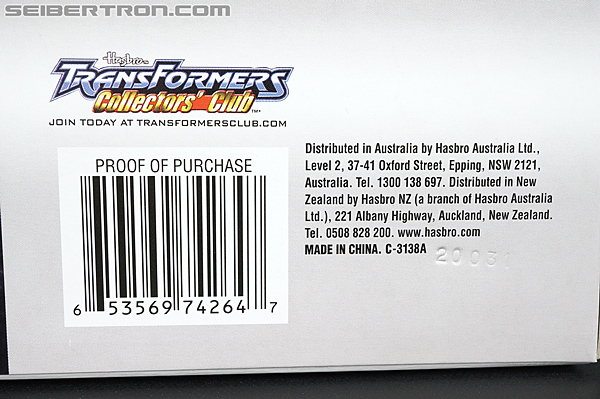 SEIBERTRON.COM
Hasbro
TRANSFORMERS
Collectors' Club™
JOIN TODAY AT TRANSFORMERSCLUB.COM
PROOF OF PURCHASE
6 53569 74264 7
Distributed in Australia by Hasbro Australia Ltd.,
Level 2, 37-41 Oxford Street, Epping, NSW 2121,
Australia. Tel. 1300 138 697. Distributed in New
Zealand by Hasbro NZ (a branch of Hasbro Australia
Ltd.), 221 Albany Highway, Auckland, New Zealand.
Tel. 0508 828 200. www.hasbro.com
MADE IN CHINA. C-3138A